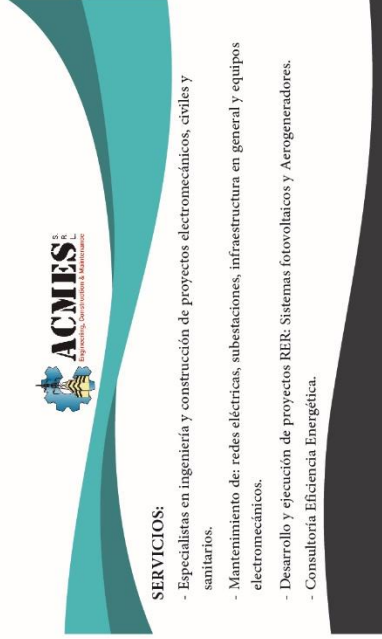 ACMES S.R.L.
Engineering, Construction & Maintenance
SERVICIOS:
- Especialistas en ingeniería y construcción de proyectos electromecánicos, civiles y
sanitarios.
- Mantenimiento de: redes eléctricas, subestaciones, infraestructura en general y equipos
electromecánicos.
- Desarrollo y ejecución de proyectos RER: Sistemas fotovoltaicos y Aerogeneradores.
- Consultoría Eficiencia Energética.